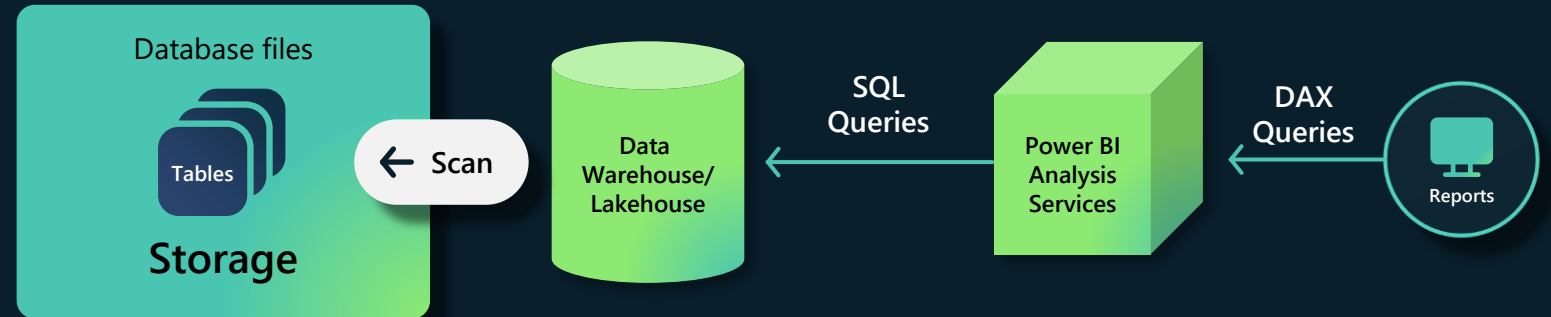 Database files
Tables
Storage
Scan
Data
Warehouse/
Lakehouse
SQL
Queries
Power BI
Analysis
Services
DAX
Queries
Reports